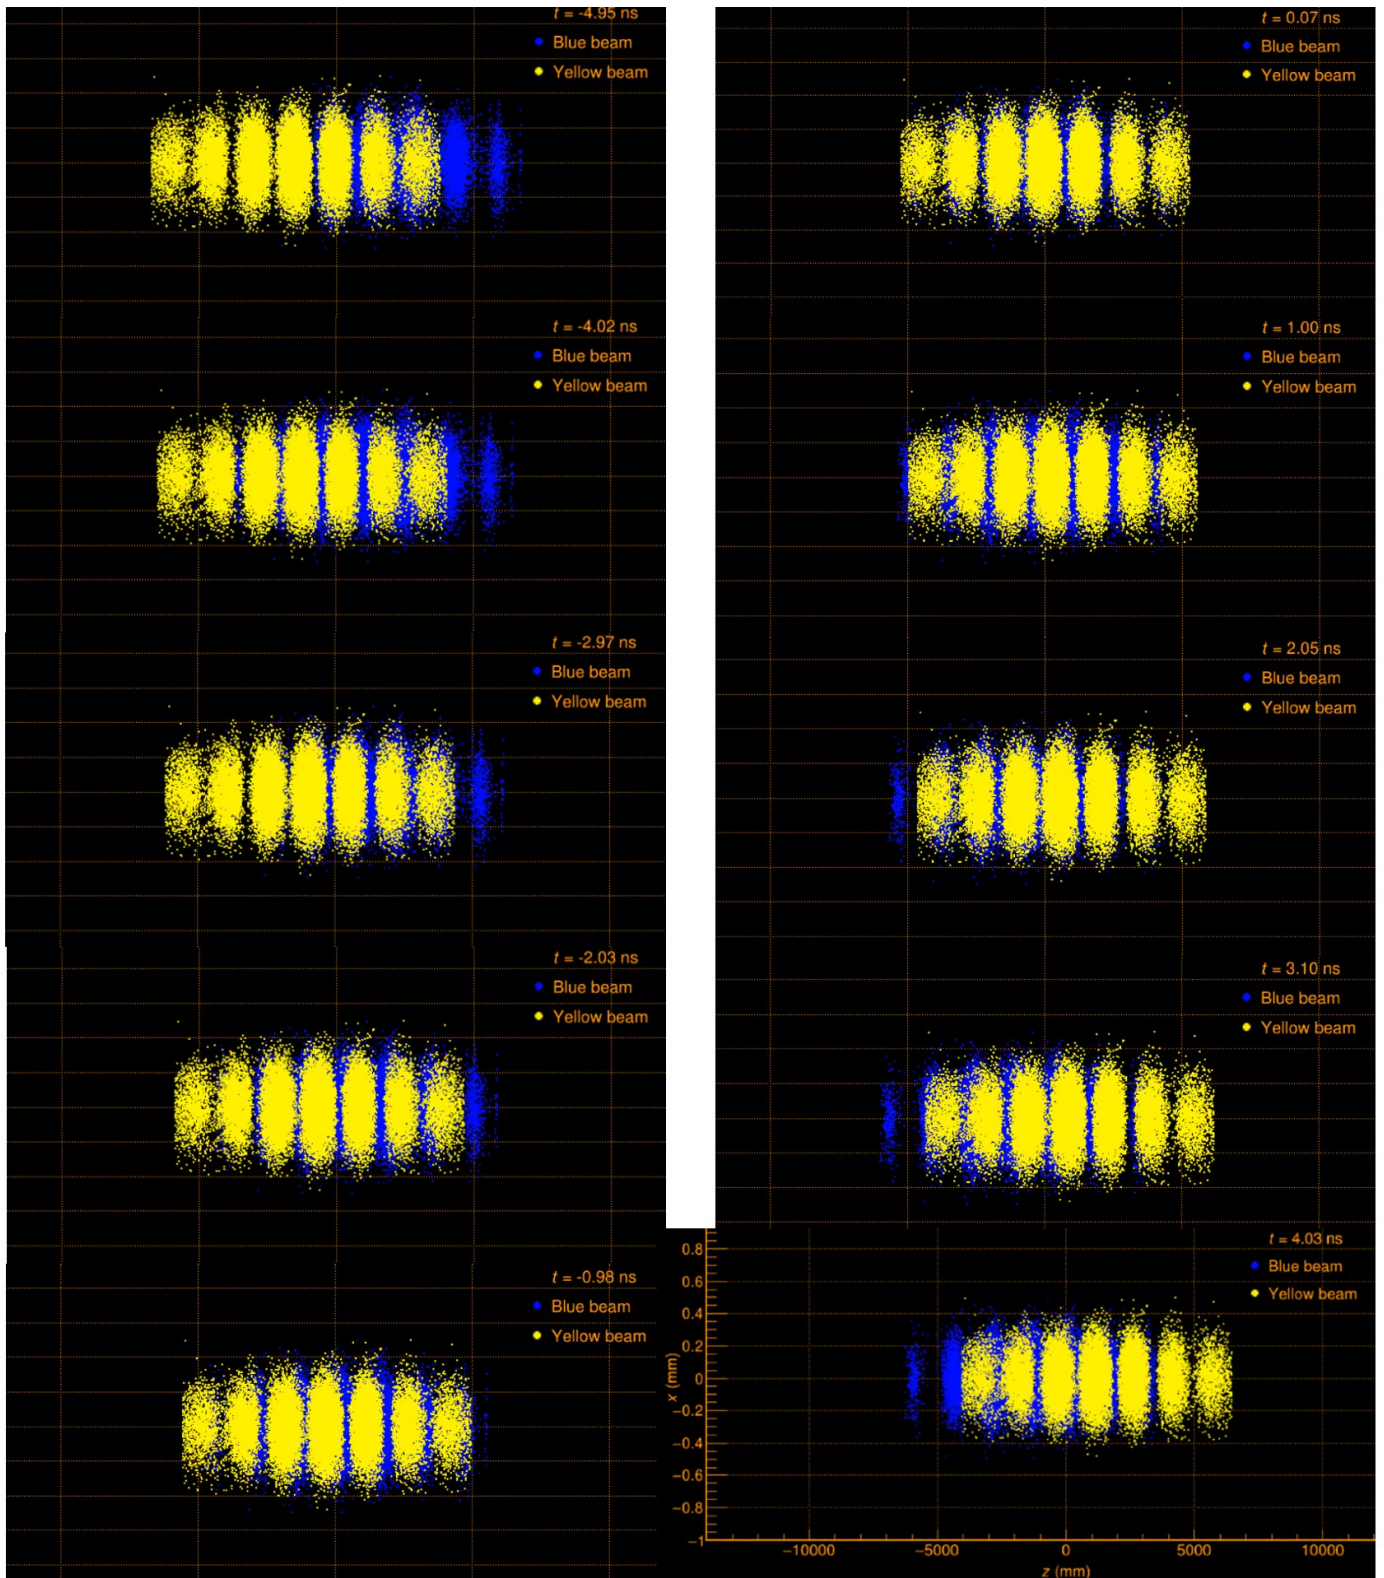 t = -4.95 ns
Blue beam
Yellow beam
t = -4.02 ns
Blue beam
Yellow beam
t = -2.97 ns
Blue beam
Yellow beam
t = -2.03 ns
Blue beam
Yellow beam
t = -0.98 ns
Blue beam
Yellow beam
t = 0.07 ns
Blue beam
Yellow beam
t = 1.00 ns
Blue beam
Yellow beam
t = 2.05 ns
Blue beam
Yellow beam
t = 3.10 ns
Blue beam
Yellow beam
t = 4.03 ns
Blue beam
Yellow beam
0.8
0.6
0.4
0.2
0
−0.2
−0.4
−0.6
−0.8
−1
x (mm)
−10000 −5000 0 5000 10000
z (mm)